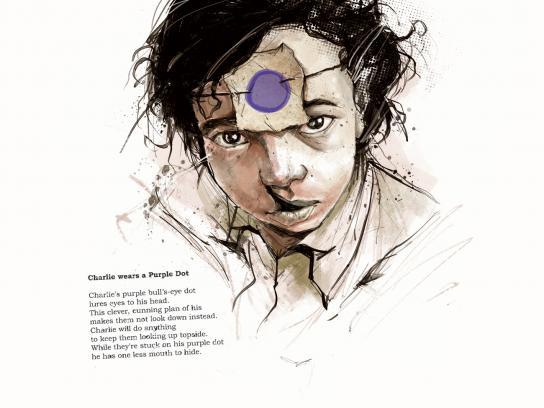 Charlie wears a Purple Dot
Charlie's purple bull's-eye dot
lures eyes to his head.
This clever, cunning plan of his
makes them not look down instead.
Charlie will do anything
to keep them looking up topside.
While they're stuck on his purple dot
he has one less mouth to hide.